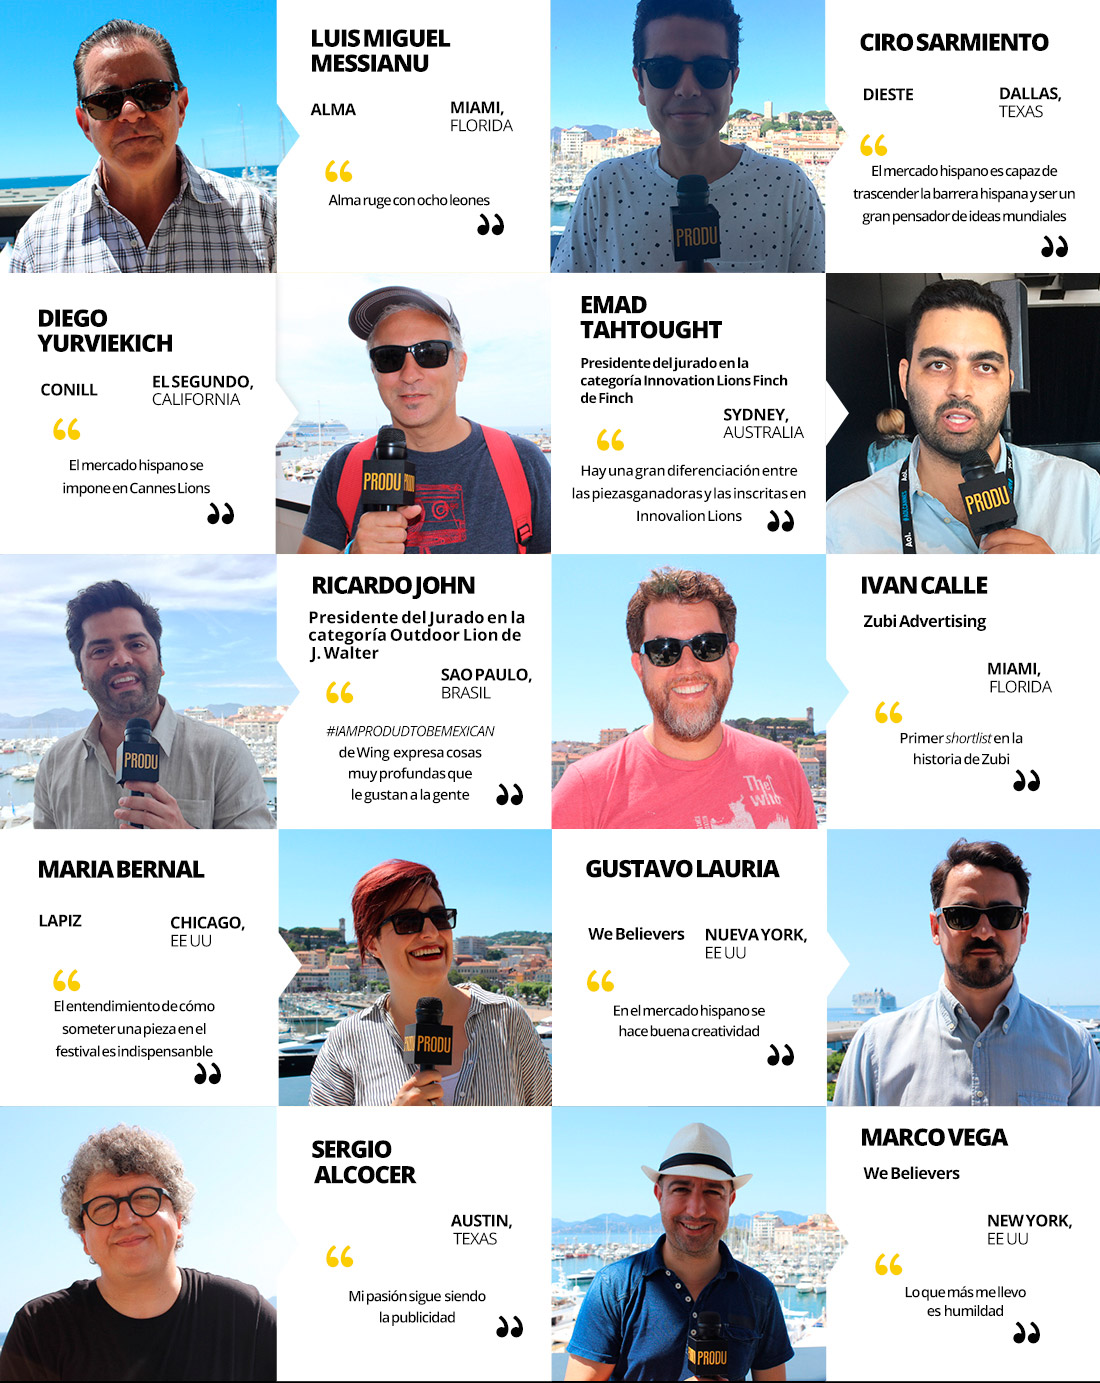 LUIS MIGUEL
MESSIANU
ALMA
MIAMI,
FLORIDA
“
Alma ruge con ocho leones
”
CIRO SARMIENTO
DIESTE
DALLAS,
TEXAS
“
El mercado hispano es capaz de
trascender la barrera hispana y ser un
gran pensador de ideas mundiales
”
PRODU
DIEGO
YURVIEKICH
CONILL
EL SEGUNDO,
CALIFORNIA
“
El mercado hispano se
impone en Cannes Lions
”
PRODU
EMAD
TAHTOUGHT
Presidente del jurado en la
categoría Innovation Lions Finch
de Finch
SYDNEY,
AUSTRALIA
“
Hay una gran diferenciación entre
las piezasganadoras y las inscritas en
Innovalion Lions
”
PRODU
Aol.
RICARDO JOHN
Presidente del Jurado en la
categoría Outdoor Lion de
J. Walter
SAO PAULO,
BRASIL
“
#IAMPRODUDTOBEMEXICAN
de Wing expresa cosas
muy profundas que
le gustan a la gente
”
PRODU
IVAN CALLE
Zubi Advertising
MIAMI,
FLORIDA
“
Primer shortlist en la
historia de Zubi
”
The
wild
MARIA BERNAL
LAPIZ
CHICAGO,
EE UU
“
El entendimiento de cómo
someter una pieza en el
festival es indispensanble
”
PRODU
GUSTAVO LAURIA
We Believers
NUEVA YORK,
EE UU
“
En el mercado hispano se
hace buena creatividad
”
SERGIO
ALCOCER
AUSTIN,
TEXAS
“
Mi pasión sigue siendo
la publicidad
”
MARCO VEGA
We Believers
NEW YORK,
EE UU
“
Lo que más me llevo
es humildad
”
PRODU